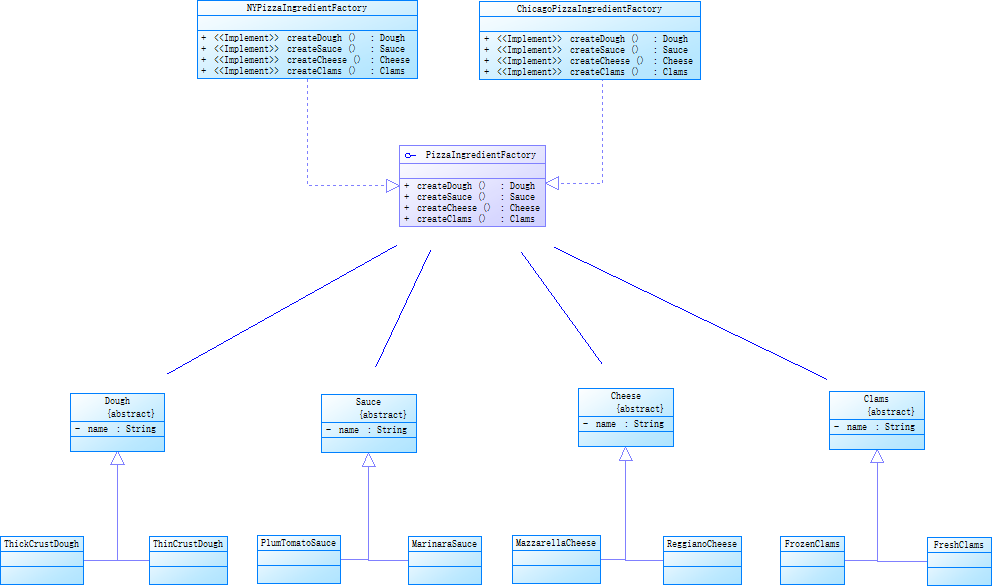 NYPizzaIngredientFactory
+ <<Implement>> createDough () : Dough
+ <<Implement>> createSauce () : Sauce
+ <<Implement>> createCheese () : Cheese
+ <<Implement>> createClams () : Clams
ChicagoPizzaIngredientFactory
+ <<Implement>> createDough () : Dough
+ <<Implement>> createSauce () : Sauce
+ <<Implement>> createCheese () : Cheese
+ <<Implement>> createClams () : Clams
PizzaIngredientFactory
+ createDough () : Dough
+ createSauce () : Sauce
+ createCheese () : Cheese
+ createClams () : Clams
Dough
{abstract}
- name : String
Sauce
{abstract}
- name : String
Cheese
{abstract}
- name : String
Clams
{abstract}
- name : String
ThickCrustDough
ThinCrustDough
PlumTomatoSauce
MarinaraSauce
MazzarellaCheese
ReggianoCheese
FrozenClams
FreshClams